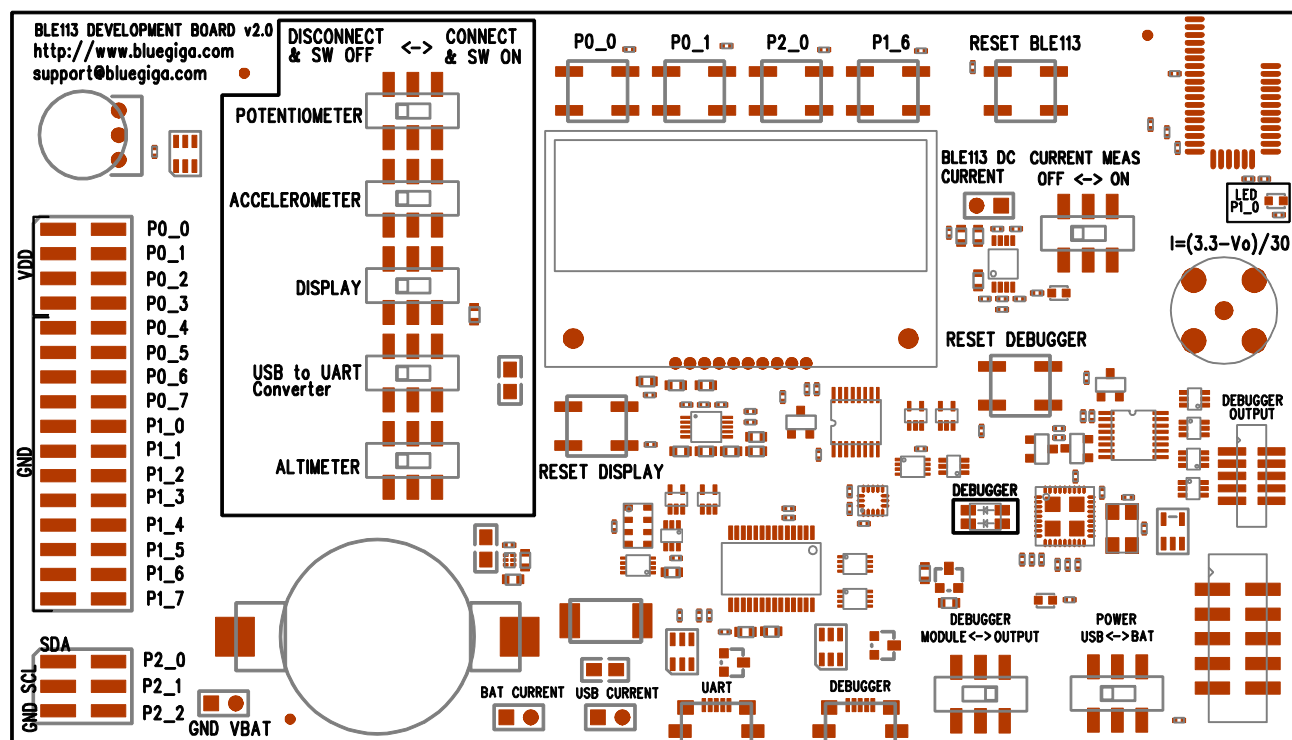 BLE113 DEVELOPMENT BOARD v2.0
http://www.bluegiga.com
support@bluegiga.com
DISCONNECT <-> CONNECT
& SW OFF & SW ON
POTENTIOMETER
ACCELEROMETER
DISPLAY
USB to UART
Converter
ALTIMETER
P0_0 P0_1 P2_0 P1_6 RESET BLE113
BLE113 DC
CURRENT
CURRENT MEAS
OFF <-> ON
LED
P1_0
I=(3.3-Vo)/30
VDD
GND
P0_0
P0_1
P0_2
P0_3
P0_4
P0_5
P0_6
P0_7
P1_0
P1_1
P1_2
P1_3
P1_4
P1_5
P1_6
P1_7
RESET DEBUGGER
RESET DISPLAY
DEBUGGER
OUTPUT
DEBUGGER
DEBUGGER
MODULE<->OUTPUT
POWER
USB<->BAT
SDA
GND SCL
P2_0
P2_1
P2_2
GND VBAT
BAT CURRENT
USB CURRENT
UART
DEBUGGER